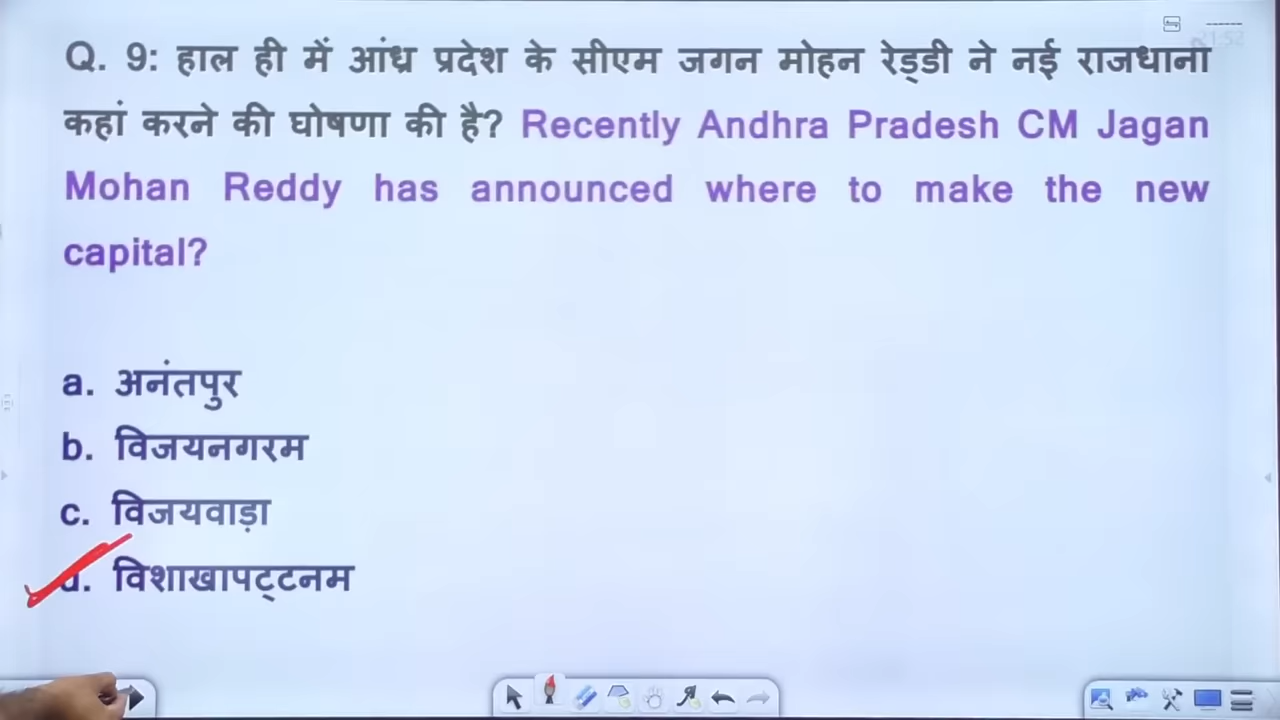 Q. 9: हाल ही में आंध्र प्रदेश के सीएम जगन मोहन रेड्डी ने नई राजधानी
कहां करने की घोषणा की है? Recently Andhra Pradesh CM Jagan
Mohan Reddy has announced where to make the new
capital?
a. अनंतपुर
b. विजयनगरम
c. विजयवाड़ा
d. विशाखापट्टनम